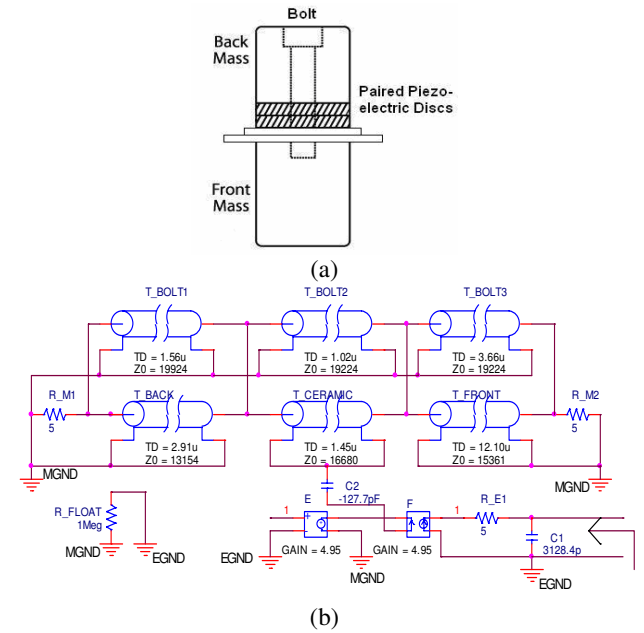 Bolt
Back
Mass
Paired Piezo-
electric Discs
Front
Mass
(a)
T_BOLT1
T_BOLT2
T_BOLT3
TD = 1.56u
Z0 = 19924
TD = 1.02u
Z0 = 19224
TD = 3.66u
Z0 = 19224
R_M1
5
T_BACK
T_CERAMIC
T_FRONT
R_M2
5
TD = 2.91u
Z0 = 13154
TD = 1.45u
Z0 = 16680
TD = 12.10u
Z0 = 15361
MGND
MGND
C2
-127.7pF
R_FLOAT
1Meg
MGND
EGND
1
E
F
1
R_E1
5
EGND
GAIN = 4.95
MGND
GAIN = 4.95
C1
3128.4p
EGND
(b)